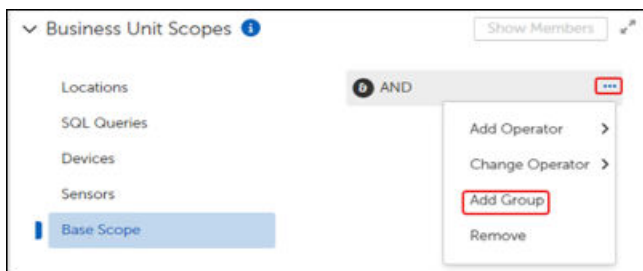 Business Unit Scopes
Show Members
Locations
AND
SQL Queries
Add Operator
Devices
Change Operator
Sensors
Add Group
Base Scope
Remove